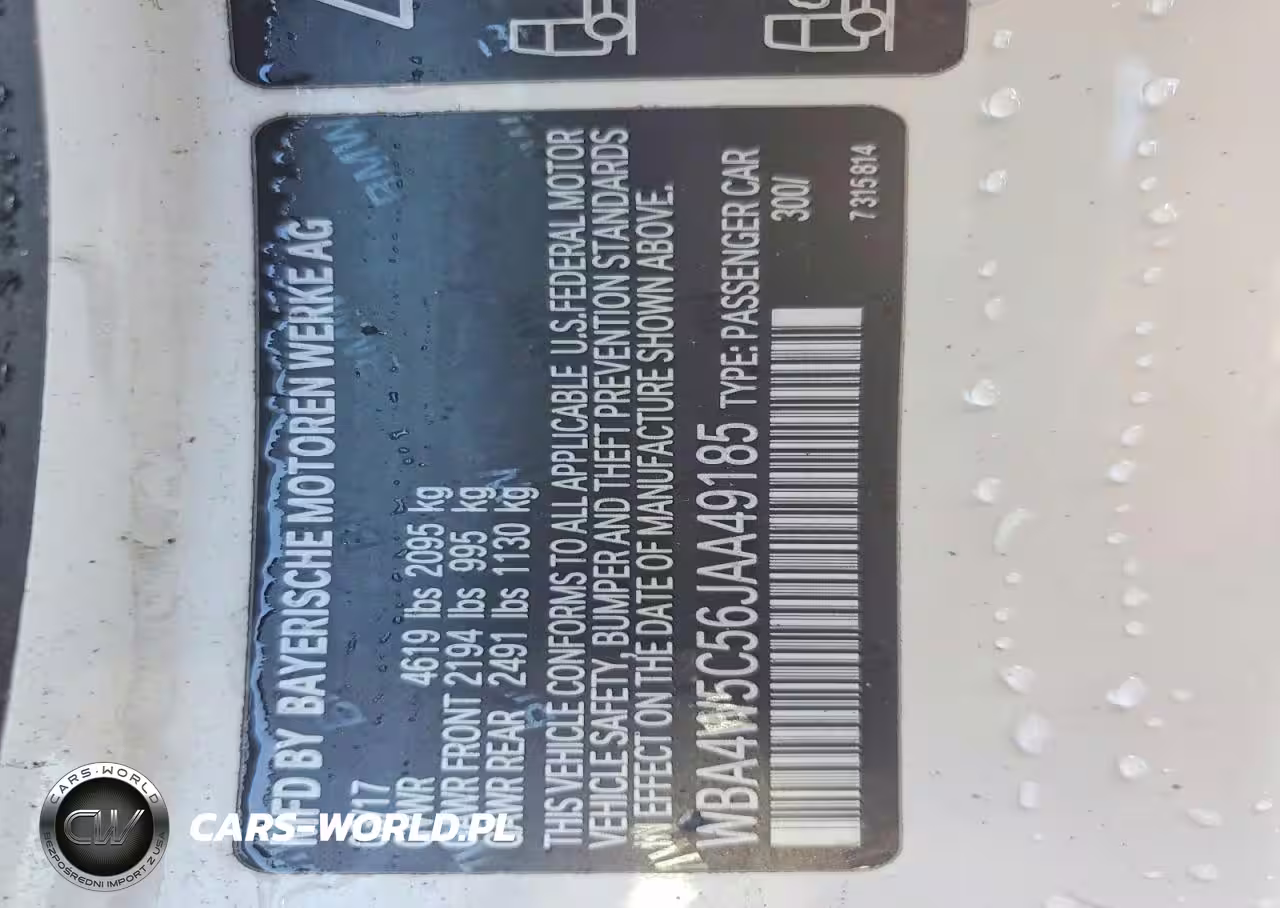 MFD BY BAYERISCHE MOTOREN WERKE AG
GVWR 4619 lbs 2095 kg
GAWR FRONT 2194 lbs 995 kg
GAWR REAR 2491 lbs 1130 kg
THIS VEHICLE CONFORMS TO ALL APPLICABLE U.S.FEDERAL MOTOR
VEHICLE SAFETY, BUMPER AND THEFT PREVENTION STANDARDS
IN EFFECT ON THE DATE OF MANUFACTURE SHOWN ABOVE.
WBA4W5C56JAA49185 TYPE: PASSENGER CAR
300/
7315814
BMW
CARS-WORLD
CW
BEZPOŚREDNI IMPORT Z USA
CARS-WORLD.PL